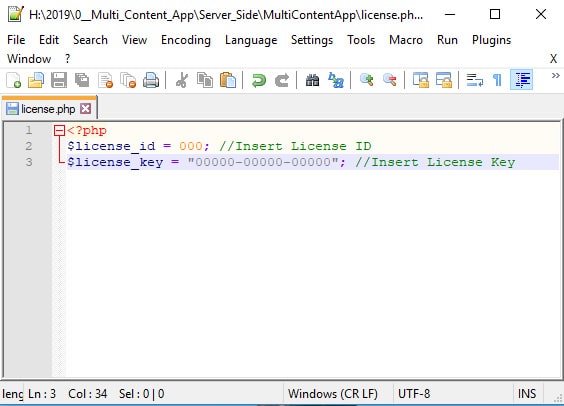 H:\2019\0__Multi_Content_App\Server_Side\MultiContentApp\license.ph...
File Edit Search View Encoding Language Settings Tools Macro Run Plugins
Window ? X
license.php
1 <?php
2 $license_id = 000; //Insert License ID
3 $license_key = "00000-00000-00000"; //Insert License Key
leng Ln : 3 Col : 34 Sel : 0 | 0 Windows (CR LF) UTF-8 INS